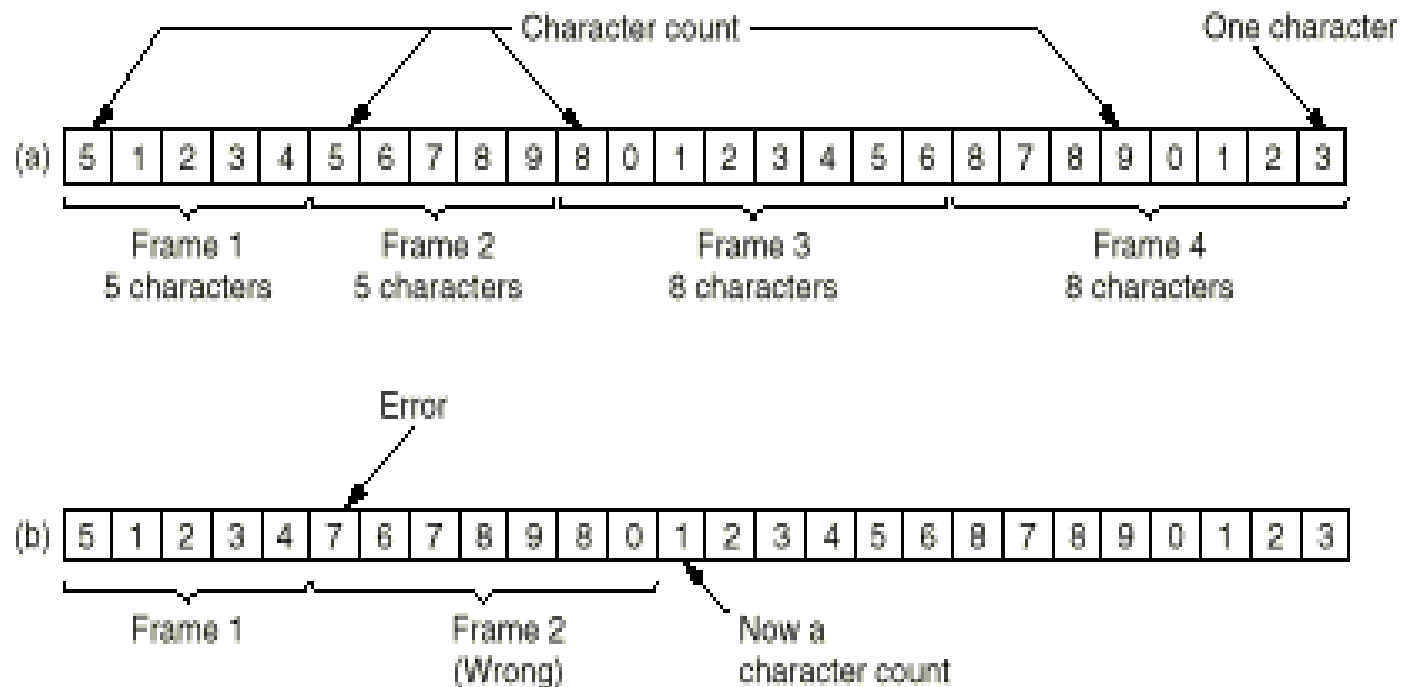 Character count One character
(a) 5 1 2 3 4 5 6 7 8 9 8 0 1 2 3 4 5 6 8 7 8 9 0 1 2 3
Frame 1 Frame 2 Frame 3 Frame 4
5 characters 5 characters 8 characters 8 characters
Error
(b) 5 1 2 3 4 7 6 7 8 9 8 0 1 2 3 4 5 6 8 7 8 9 0 1 2 3
Frame 1 Frame 2 Now a
(Wrong) character count